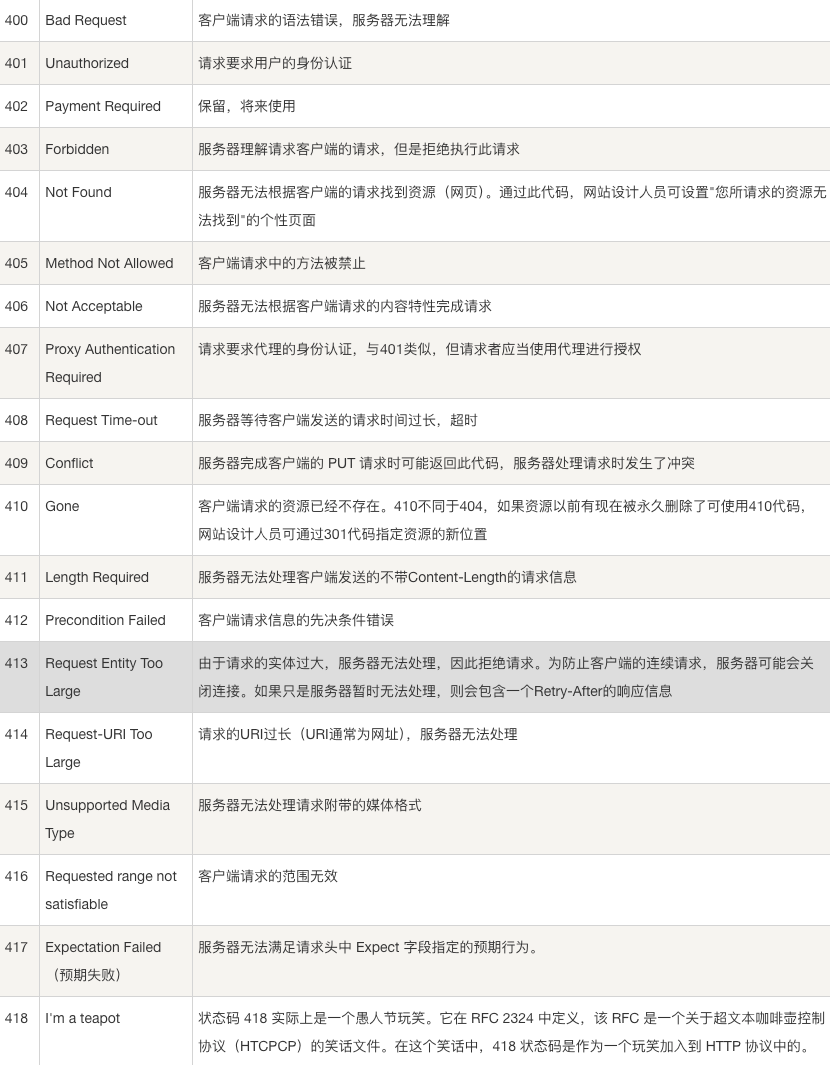 400 Bad Request 客户端请求的语法错误，服务器无法理解
401 Unauthorized 请求要求用户的身份认证
402 Payment Required 保留，将来使用
403 Forbidden 服务器理解请求客户端的请求，但是拒绝执行此请求
404 Not Found 服务器无法根据客户端的请求找到资源（网页）。通过此代码，网站设计人员可设置"您所请求的资源无
法找到"的个性页面
405 Method Not Allowed 客户端请求中的方法被禁止
406 Not Acceptable 服务器无法根据客户端请求的内容特性完成请求
407 Proxy Authentication 请求要求代理的身份认证，与401类似，但请求者应当使用代理进行授权
Required
408 Request Time-out 服务器等待客户端发送的请求时间过长，超时
409 Conflict 服务器完成客户端的 PUT 请求时可能返回此代码，服务器处理请求时发生了冲突
410 Gone 客户端请求的资源已经不存在。410不同于404，如果资源以前有现在被永久删除了可使用410代码，
网站设计人员可通过301代码指定资源的新位置
411 Length Required 服务器无法处理客户端发送的不带Content-Length的请求信息
412 Precondition Failed 客户端请求信息的先决条件错误
413 Request Entity Too 由于请求的实体过大，服务器无法处理，因此拒绝请求。为防止客户端的连续请求，服务器可能会关
Large 闭连接。如果只是服务器暂时无法处理，则会包含一个Retry-After的响应信息
414 Request-URI Too 请求的URI过长（URI通常为网址），服务器无法处理
Large
415 Unsupported Media 服务器无法处理请求附带的媒体格式
Type
416 Requested range not 客户端请求的范围无效
satisfiable
417 Expectation Failed 服务器无法满足请求头中 Expect 字段指定的预期行为。
（预期失败）
418 I'm a teapot 状态码 418 实际上是一个愚人节玩笑。它在 RFC 2324 中定义，该 RFC 是一个关于超文本咖啡壶控制
协议（HTCPCP）的笑话文件。在这个笑话中，418 状态码是作为一个玩笑加入到 HTTP 协议中的。